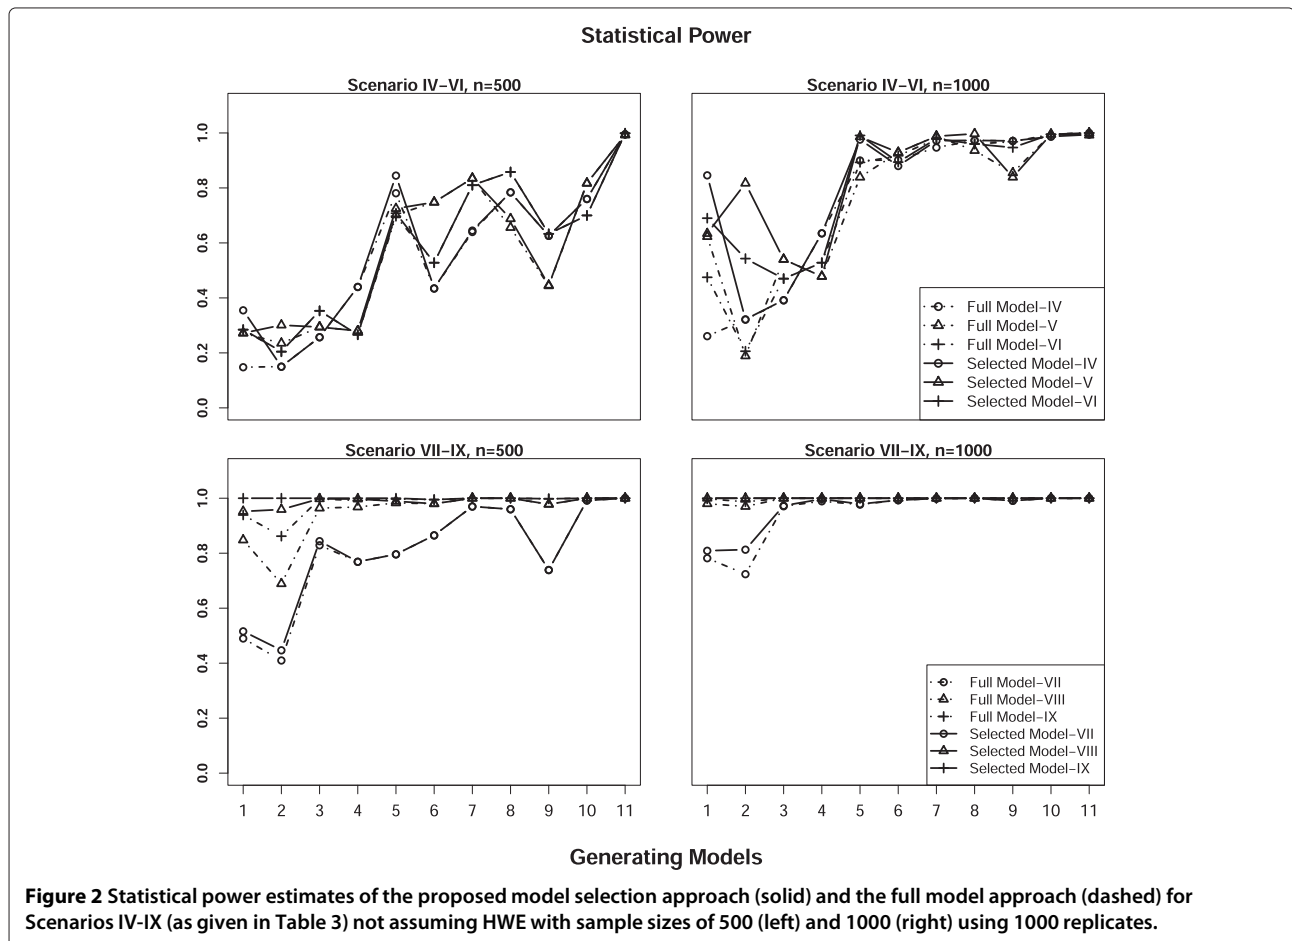 Statistical Power
Scenario IV–VI, n=500
Scenario IV–VI, n=1000
1.0
0.8
0.6
0.4
0.2
0.0
Full Model–IV
Full Model–V
Full Model–VI
Selected Model–IV
Selected Model–V
Selected Model–VI
Scenario VII–IX, n=500
Scenario VII–IX, n=1000
1.0
0.8
0.6
0.4
0.2
0.0
Full Model–VII
Full Model–VIII
Full Model–IX
Selected Model–VII
Selected Model–VIII
Selected Model–IX
1 2 3 4 5 6 7 8 9 10 11
1 2 3 4 5 6 7 8 9 10 11
Generating Models
Figure 2 Statistical power estimates of the proposed model selection approach (solid) and the full model approach (dashed) for
Scenarios IV-IX (as given in Table 3) not assuming HWE with sample sizes of 500 (left) and 1000 (right) using 1000 replicates.